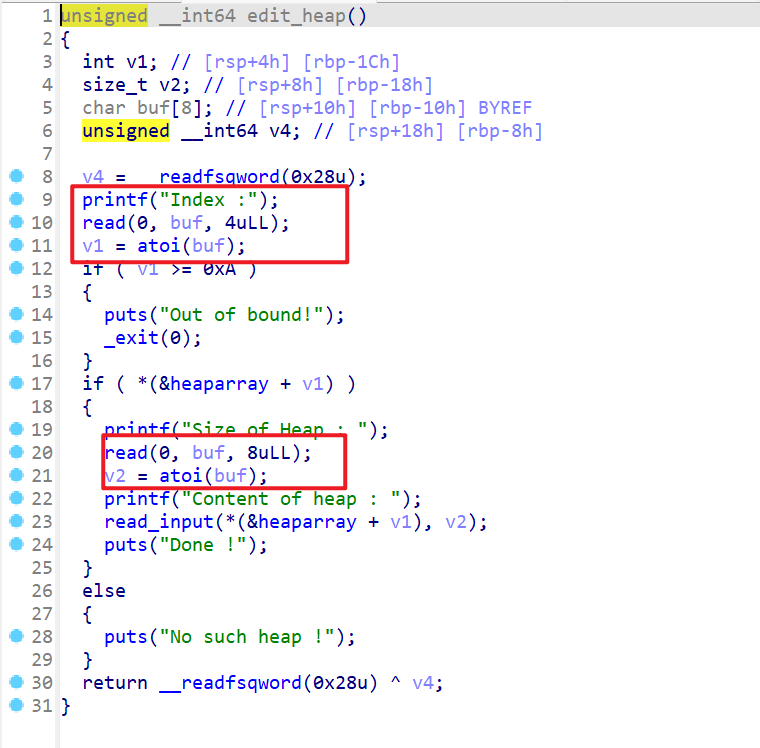 1 unsigned __int64 edit_heap()
2 {
3 int v1; // [rsp+4h] [rbp-1Ch]
4 size_t v2; // [rsp+8h] [rbp-18h]
5 char buf[8]; // [rsp+10h] [rbp-10h] BYREF
6 unsigned __int64 v4; // [rsp+18h] [rbp-8h]
7
8 v4 = __readfsqword(0x28u);
9 printf("Index :");
10 read(0, buf, 4uLL);
11 v1 = atoi(buf);
12 if ( v1 >= 0xA )
13 {
14 puts("Out of bound!");
15 _exit(0);
16 }
17 if ( *(&heaparray + v1) )
18 {
19 printf("Size of Heap : ");
20 read(0, buf, 8uLL);
21 v2 = atoi(buf);
22 printf("Content of heap : ");
23 read_input(*(&heaparray + v1), v2);
24 puts("Done !");
25 }
26 else
27 {
28 puts("No such heap !");
29 }
30 return __readfsqword(0x28u) ^ v4;
31 }